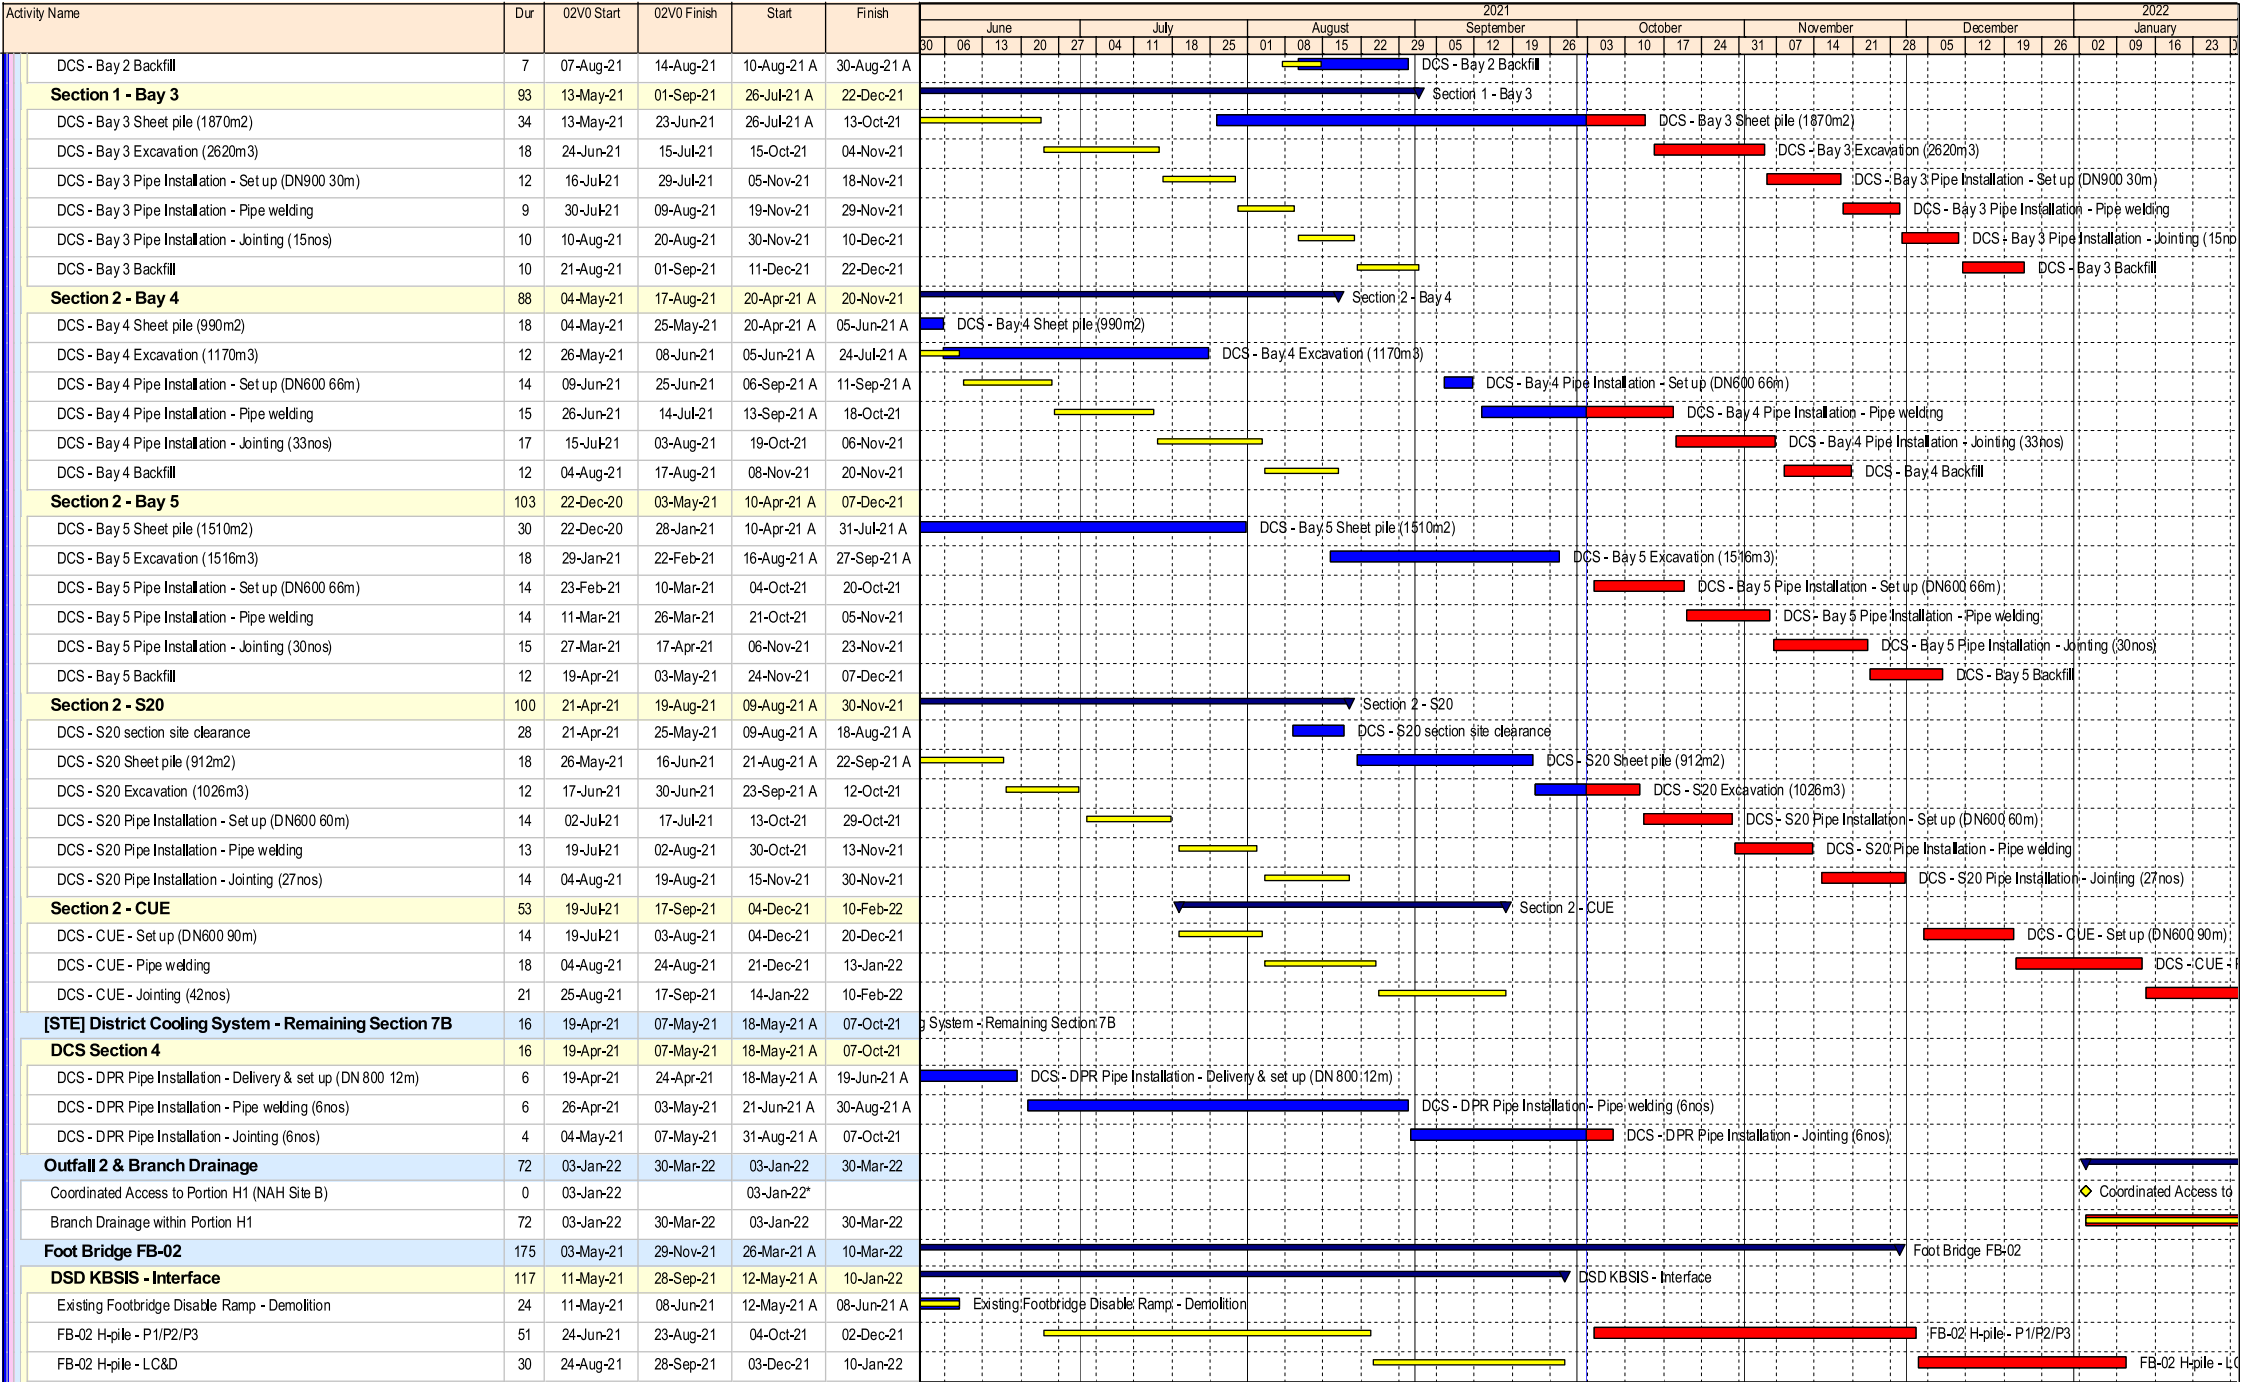 Activity Name Dur 02V0 Start 02V0 Finish Start Finish 2021 2022
June July August September October November December January
30 06 13 20 27 04 11 18 25 01 08 15 22 29 05 12 19 26 03 10 17 24 31 07 14 21 28 05 12 19 26 02 09 16 23
DCS - Bay 2 Backfill 7 07-Aug-21 14-Aug-21 10-Aug-21 A 30-Aug-21 A DCS - Bay 2 Backfill
Section 1 - Bay 3 93 13-May-21 01-Sep-21 26-Jul-21 A 22-Dec-21 Section 1 - Bay 3
DCS - Bay 3 Sheet pile (1870m2) 34 13-May-21 23-Jun-21 26-Jul-21 A 13-Oct-21 DCS - Bay 3 Sheet pile (1870m2)
DCS - Bay 3 Excavation (2620m3) 18 24-Jun-21 15-Jul-21 15-Oct-21 04-Nov-21 DCS - Bay 3 Excavation (2620m3)
DCS - Bay 3 Pipe Installation - Set up (DN900 30m) 12 16-Jul-21 29-Jul-21 05-Nov-21 18-Nov-21 DCS - Bay 3 Pipe Installation - Set up (DN900 30m)
DCS - Bay 3 Pipe Installation - Pipe welding 9 30-Jul-21 09-Aug-21 19-Nov-21 29-Nov-21 DCS - Bay 3 Pipe Installation - Pipe welding
DCS - Bay 3 Pipe Installation - Jointing (15nos) 10 10-Aug-21 20-Aug-21 30-Nov-21 10-Dec-21 DCS - Bay 3 Pipe Installation - Jointing (15no
DCS - Bay 3 Backfill 10 21-Aug-21 01-Sep-21 11-Dec-21 22-Dec-21 DCS - Bay 3 Backfill
Section 2 - Bay 4 88 04-May-21 17-Aug-21 20-Apr-21 A 20-Nov-21 Section 2 - Bay 4
DCS - Bay 4 Sheet pile (990m2) 18 04-May-21 25-May-21 20-Apr-21 A 05-Jun-21 A DCS - Bay 4 Sheet pile (990m2)
DCS - Bay 4 Excavation (1170m3) 12 26-May-21 08-Jun-21 05-Jun-21 A 24-Jul-21 A DCS - Bay 4 Excavation (1170m3)
DCS - Bay 4 Pipe Installation - Set up (DN600 66m) 14 09-Jun-21 25-Jun-21 06-Sep-21 A 11-Sep-21 A DCS - Bay 4 Pipe Installation - Set up (DN600 66m)
DCS - Bay 4 Pipe Installation - Pipe welding 15 26-Jun-21 14-Jul-21 13-Sep-21 A 18-Oct-21 DCS - Bay 4 Pipe Installation - Pipe welding
DCS - Bay 4 Pipe Installation - Jointing (33nos) 17 15-Jul-21 03-Aug-21 19-Oct-21 06-Nov-21 DCS - Bay 4 Pipe Installation - Jointing (33nos)
DCS - Bay 4 Backfill 12 04-Aug-21 17-Aug-21 08-Nov-21 20-Nov-21 DCS - Bay 4 Backfill
Section 2 - Bay 5 103 22-Dec-20 03-May-21 10-Apr-21 A 07-Dec-21
DCS - Bay 5 Sheet pile (1510m2) 30 22-Dec-20 28-Jan-21 10-Apr-21 A 31-Jul-21 A DCS - Bay 5 Sheet pile (1510m2)
DCS - Bay 5 Excavation (1516m3) 18 29-Jan-21 22-Feb-21 16-Aug-21 A 27-Sep-21 A DCS - Bay 5 Excavation (1516m3)
DCS - Bay 5 Pipe Installation - Set up (DN600 66m) 14 23-Feb-21 10-Mar-21 04-Oct-21 20-Oct-21 DCS - Bay 5 Pipe Installation - Set up (DN600 66m)
DCS - Bay 5 Pipe Installation - Pipe welding 14 11-Mar-21 26-Mar-21 21-Oct-21 05-Nov-21 DCS - Bay 5 Pipe Installation - Pipe welding
DCS - Bay 5 Pipe Installation - Jointing (30nos) 15 27-Mar-21 17-Apr-21 06-Nov-21 23-Nov-21 DCS - Bay 5 Pipe Installation - Jointing (30nos)
DCS - Bay 5 Backfill 12 19-Apr-21 03-May-21 24-Nov-21 07-Dec-21 DCS - Bay 5 Backfill
Section 2 - S20 100 21-Apr-21 19-Aug-21 09-Aug-21 A 30-Nov-21 Section 2 - S20
DCS - S20 section site clearance 28 21-Apr-21 25-May-21 09-Aug-21 A 18-Aug-21 A DCS - S20 section site clearance
DCS - S20 Sheet pile (912m2) 18 26-May-21 16-Jun-21 21-Aug-21 A 22-Sep-21 A DCS - S20 Sheet pile (912m2)
DCS - S20 Excavation (1026m3) 12 17-Jun-21 30-Jun-21 23-Sep-21 A 12-Oct-21 DCS - S20 Excavation (1026m3)
DCS - S20 Pipe Installation - Set up (DN600 60m) 14 02-Jul-21 17-Jul-21 13-Oct-21 29-Oct-21 DCS - S20 Pipe Installation - Set up (DN600 60m)
DCS - S20 Pipe Installation - Pipe welding 13 19-Jul-21 02-Aug-21 30-Oct-21 13-Nov-21 DCS - S20 Pipe Installation - Pipe welding
DCS - S20 Pipe Installation - Jointing (27nos) 14 04-Aug-21 19-Aug-21 15-Nov-21 30-Nov-21 DCS - S20 Pipe Installation - Jointing (27nos)
Section 2 - CUE 53 19-Jul-21 17-Sep-21 04-Dec-21 10-Feb-22 Section 2 - CUE
DCS - CUE - Set up (DN600 90m) 14 19-Jul-21 03-Aug-21 04-Dec-21 20-Dec-21 DCS - CUE - Set up (DN600 90m)
DCS - CUE - Pipe welding 18 04-Aug-21 24-Aug-21 21-Dec-21 13-Jan-22 DCS - CUE -
DCS - CUE - Jointing (42nos) 21 25-Aug-21 17-Sep-21 14-Jan-22 10-Feb-22
[STE] District Cooling System - Remaining Section 7B 16 19-Apr-21 07-May-21 18-May-21 A 07-Oct-21 g System - Remaining Section 7B
DCS Section 4 16 19-Apr-21 07-May-21 18-May-21 A 07-Oct-21
DCS - DPR Pipe Installation - Delivery & set up (DN 800 12m) 6 19-Apr-21 24-Apr-21 18-May-21 A 19-Jun-21 A DCS - DPR Pipe Installation - Delivery & set up (DN 800 12m)
DCS - DPR Pipe Installation - Pipe welding (6nos) 6 26-Apr-21 03-May-21 21-Jun-21 A 30-Aug-21 A DCS - DPR Pipe Installation - Pipe welding (6nos)
DCS - DPR Pipe Installation - Jointing (6nos) 4 04-May-21 07-May-21 31-Aug-21 A 07-Oct-21 DCS - DPR Pipe Installation - Jointing (6nos)
Outfall 2 & Branch Drainage 72 03-Jan-22 30-Mar-22 03-Jan-22 30-Mar-22
Coordinated Access to Portion H1 (NAH Site B) 0 03-Jan-22 03-Jan-22* Coordinated Access to
Branch Drainage within Portion H1 72 03-Jan-22 30-Mar-22 03-Jan-22 30-Mar-22
Foot Bridge FB-02 175 03-May-21 29-Nov-21 26-Mar-21 A 10-Mar-22 Foot Bridge FB-02
DSD KBSIS - Interface 117 11-May-21 28-Sep-21 12-May-21 A 10-Jan-22 DSD KBSIS - Interface
Existing Footbridge Disable Ramp - Demolition 24 11-May-21 08-Jun-21 12-May-21 A 08-Jun-21 A Existing Footbridge Disable Ramp - Demolition
FB-02 H-pile - P1/P2/P3 51 24-Jun-21 23-Aug-21 04-Oct-21 02-Dec-21 FB-02 H-pile - P1/P2/P3
FB-02 H-pile - LC&D 30 24-Aug-21 28-Sep-21 03-Dec-21 10-Jan-22 FB-02 H-pile - LC